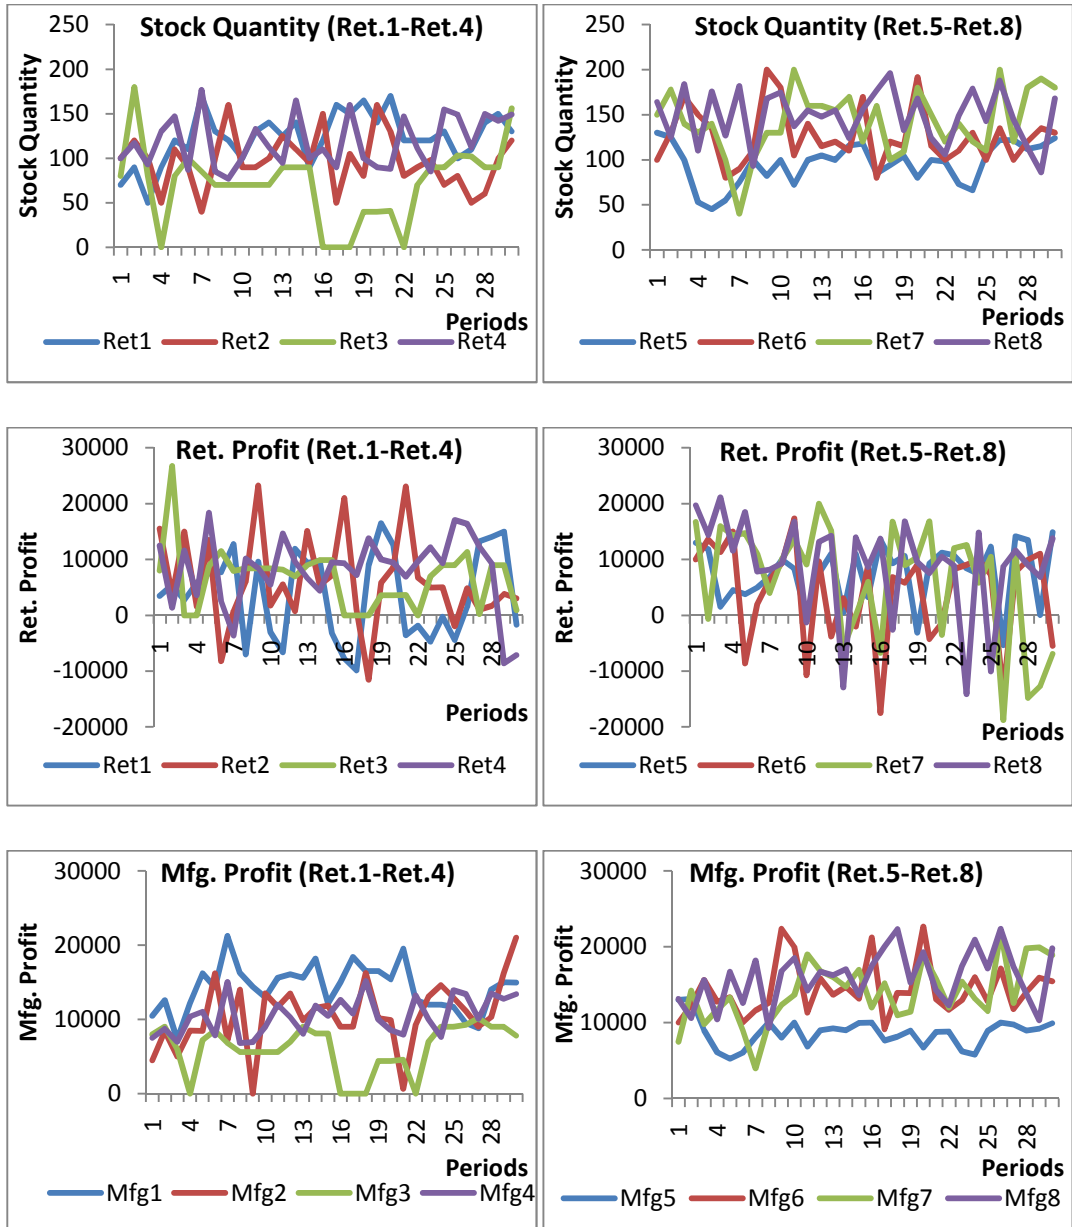 Stock Quantity (Ret.1-Ret.4)
Stock Quantity
250
200
150
100
50
0
1 4 7 10 13 16 19 22 25 28
Periods
Ret1 Ret2 Ret3 Ret4
Stock Quantity (Ret.5-Ret.8)
Stock Quantity
250
200
150
100
50
0
1 4 7 10 13 16 19 22 25 28
Periods
Ret5 Ret6 Ret7 Ret8
Ret. Profit (Ret.1-Ret.4)
Ret. Profit
30000
20000
10000
0
-10000
-20000
1 4 7 10 13 16 19 22 25 28
Periods
Ret1 Ret2 Ret3 Ret4
Ret. Profit (Ret.5-Ret.8)
Ret. Profit
30000
20000
10000
0
-10000
-20000
1 4 7 10 13 16 19 22 25 28
Periods
Ret5 Ret6 Ret7 Ret8
Mfg. Profit (Ret.1-Ret.4)
Mfg. Profit
30000
20000
10000
0
1 4 7 10 13 16 19 22 25 28
Periods
Mfg1 Mfg2 Mfg3 Mfg4
Mfg. Profit (Ret.5-Ret.8)
Mfg. Profit
30000
20000
10000
0
1 4 7 10 13 16 19 22 25 28
Periods
Mfg5 Mfg6 Mfg7 Mfg8